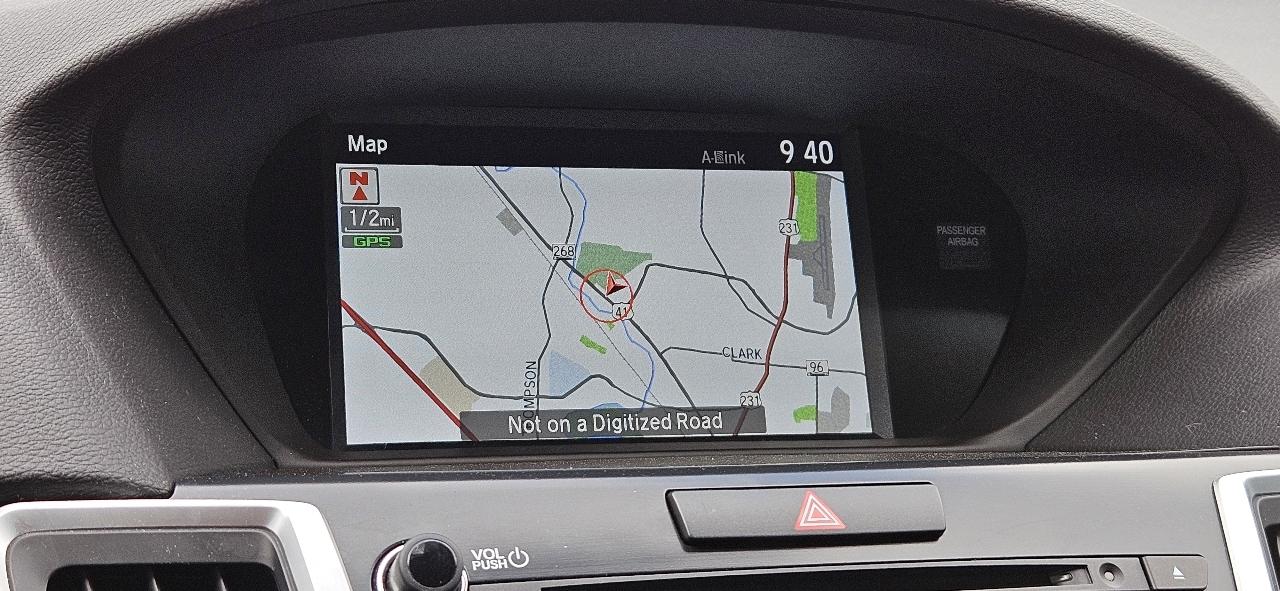 Map
A-Link
9 40
N
1/2mi
GPS
268
231
41
CLARK
96
OMPSON
231
Not on a Digitized Road
PASSENGER
AIRBAG
VOL
PUSH